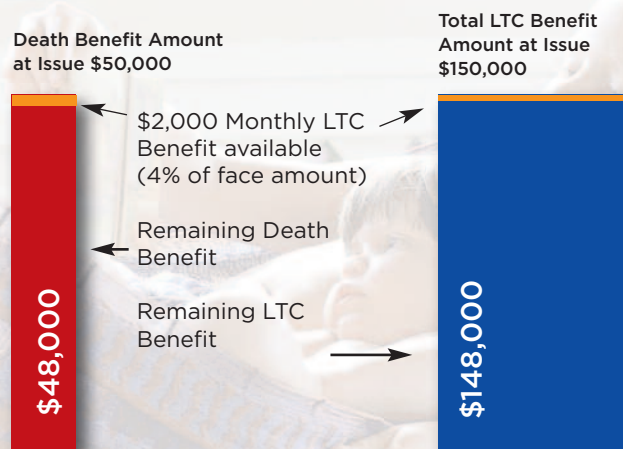 Death Benefit Amount
at Issue $50,000
Total LTC Benefit
Amount at Issue
$150,000
$2,000 Monthly LTC
Benefit available
(4% of face amount)
Remaining Death
Benefit
Remaining LTC
Benefit
$48,000
$148,000